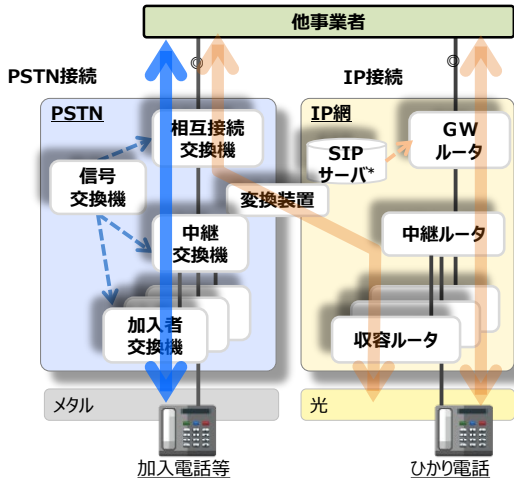 他事業者
PSTN接続
IP接続
PSTN
相互接続
交換機
信号
交換機
中継
交換機
加入者
交換機
変換装置
IP網
SIP
サーバ*
GW
ルータ
中継ルータ
収容ルータ
メタル
光
加入電話等
ひかり電話